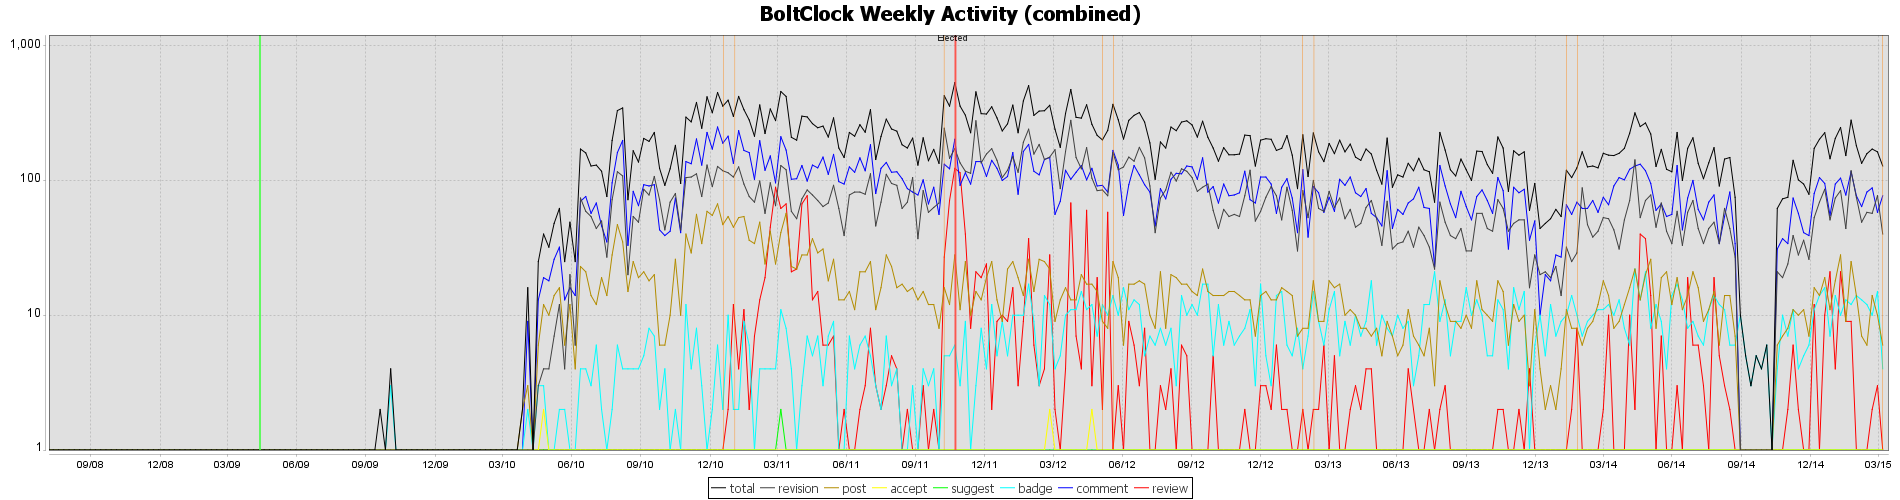 BoltClock Weekly Activity (combined)
Elected
1,000
100
10
1
09/08 12/08 03/09 06/09 09/09 12/09 03/10 06/10 09/10 12/10 03/11 06/11 09/11 12/11 03/12 06/12 09/12 12/12 03/13 06/13 09/13 12/13 03/14 06/14 09/14 12/14 03/15
total revision post accept suggest badge comment review